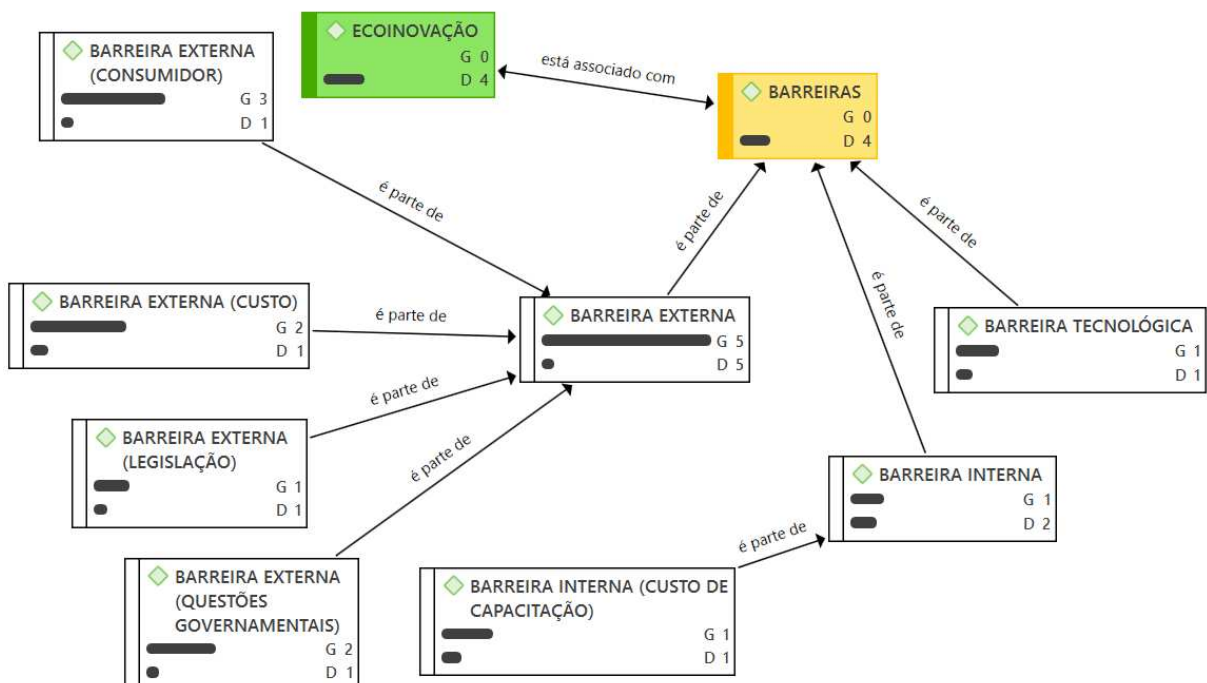 ECOINOVAÇÃO
G 0
D 4
BARREIRA EXTERNA
(CONSUMIDOR)
G 3
D 1
está associado com
BARREIRAS
G 0
D 4
é parte de
é parte de
é parte de
é parte de
BARREIRA EXTERNA (CUSTO)
G 2
D 1
é parte de
BARREIRA EXTERNA
G 5
D 5
BARREIRA TECNOLÓGICA
G 1
D 1
é parte de
BARREIRA EXTERNA
(LEGISLAÇÃO)
G 1
D 1
é parte de
BARREIRA INTERNA
G 1
D 2
é parte de
BARREIRA EXTERNA
(QUESTÕES
GOVERNAMENTAIS)
G 2
D 1
BARREIRA INTERNA (CUSTO DE
CAPACITAÇÃO)
G 1
D 1